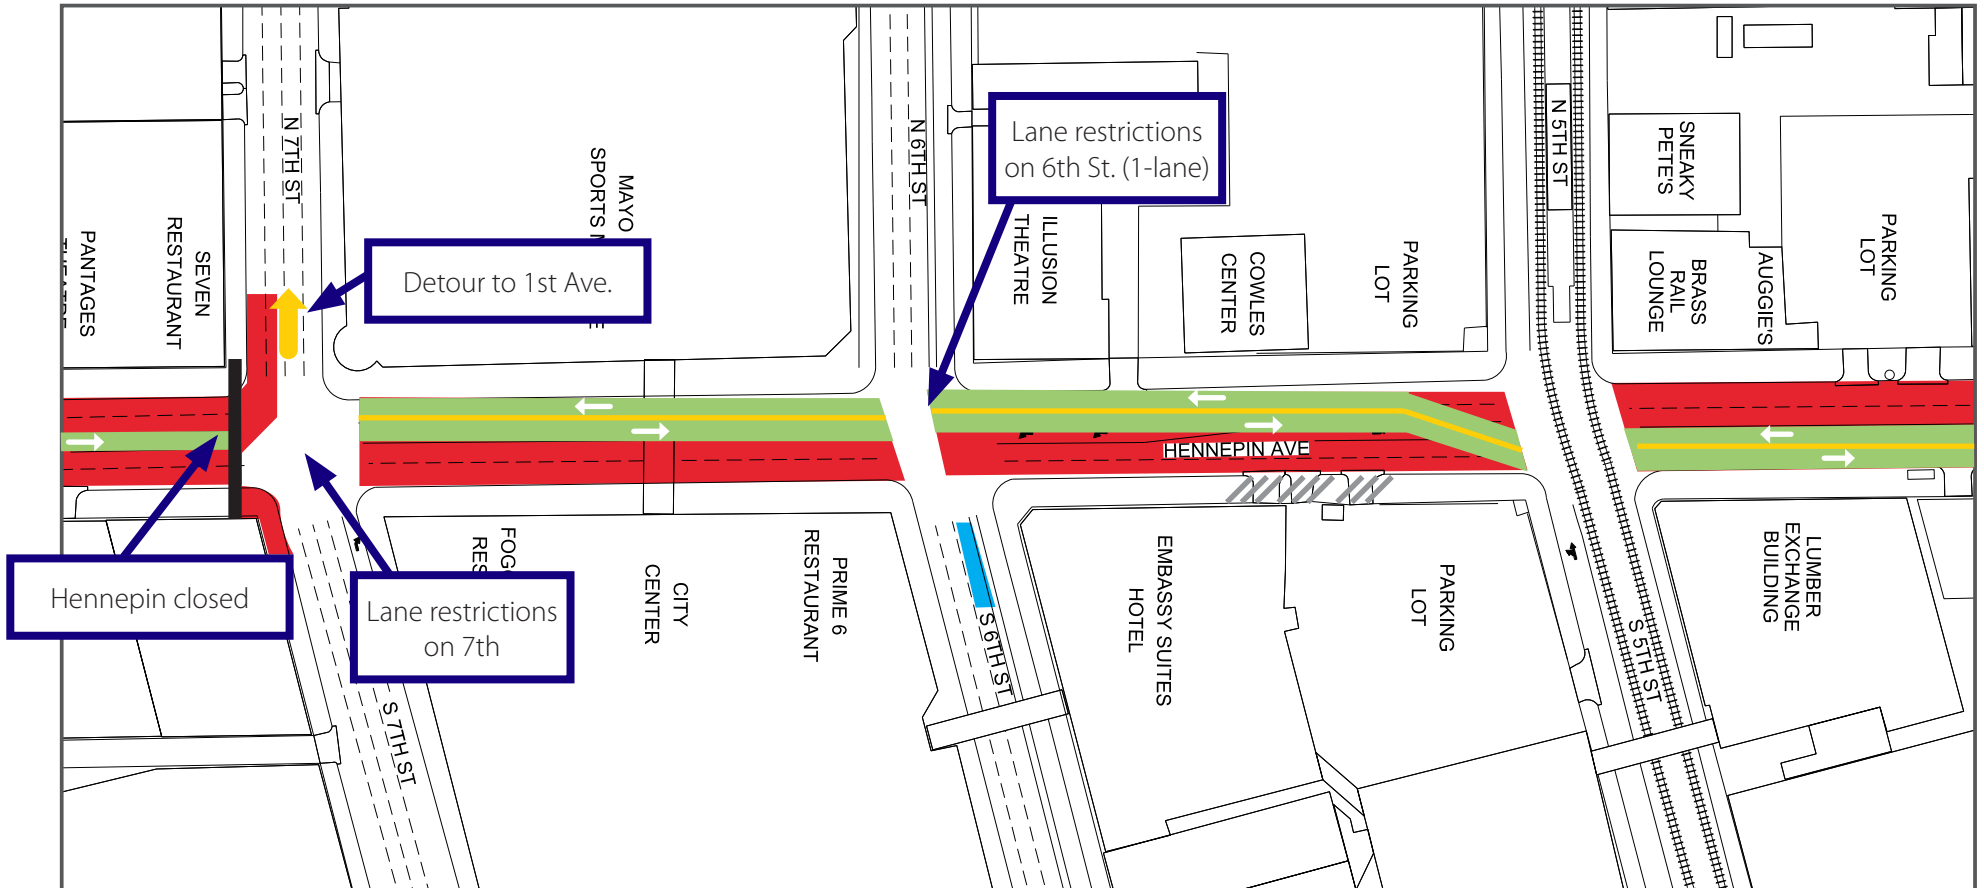 N 7TH ST
N 6TH ST
Lane restrictions
on 6th St. (1-lane)
N 5TH ST
SNEAKY
PETE'S
MAYO
SPORTS
ILLUSION
THEATRE
COWLES
CENTER
PARKING
LOT
BRASS
RAIL
LOUNGE
AUGGIE'S
PARKING
LOT
PANTAGES
SEVEN
RESTAURANT
Detour to 1st Ave.
HENNEPIN AVE
Hennepin closed
Lane restrictions
on 7th
CITY
CENTER
PRIME 6
RESTAURANT
S 6TH ST
EMBASSY SUITES
HOTEL
PARKING
LOT
S 5TH ST
LUMBER
EXCHANGE
BUILDING
S 7TH ST